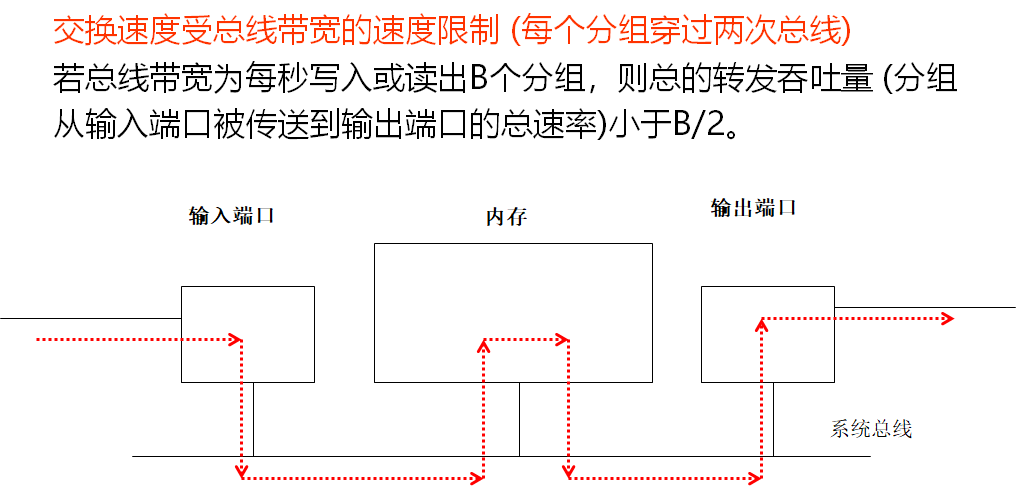 交换速度受总线带宽的速度限制 (每个分组穿过两次总线)
若总线带宽为每秒写入或读出B个分组，则总的转发吞吐量 (分组
从输入端口被传送到输出端口的总速率)小于B/2。
输入端口
内存
输出端口
系统总线